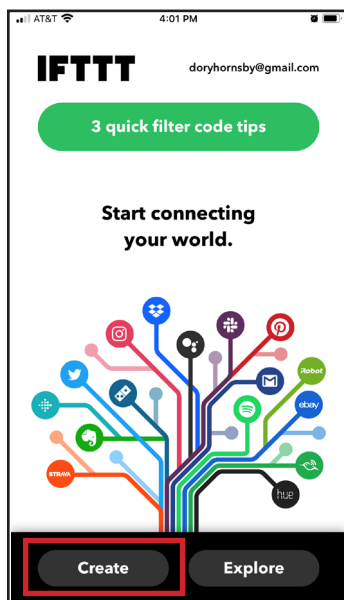 AT&T 4:01 PM
IFTTT doryhornsby@gmail.com
3 quick filter code tips
Start connecting
your world.
iRobot
ebay
STRAVA
hue
Create Explore